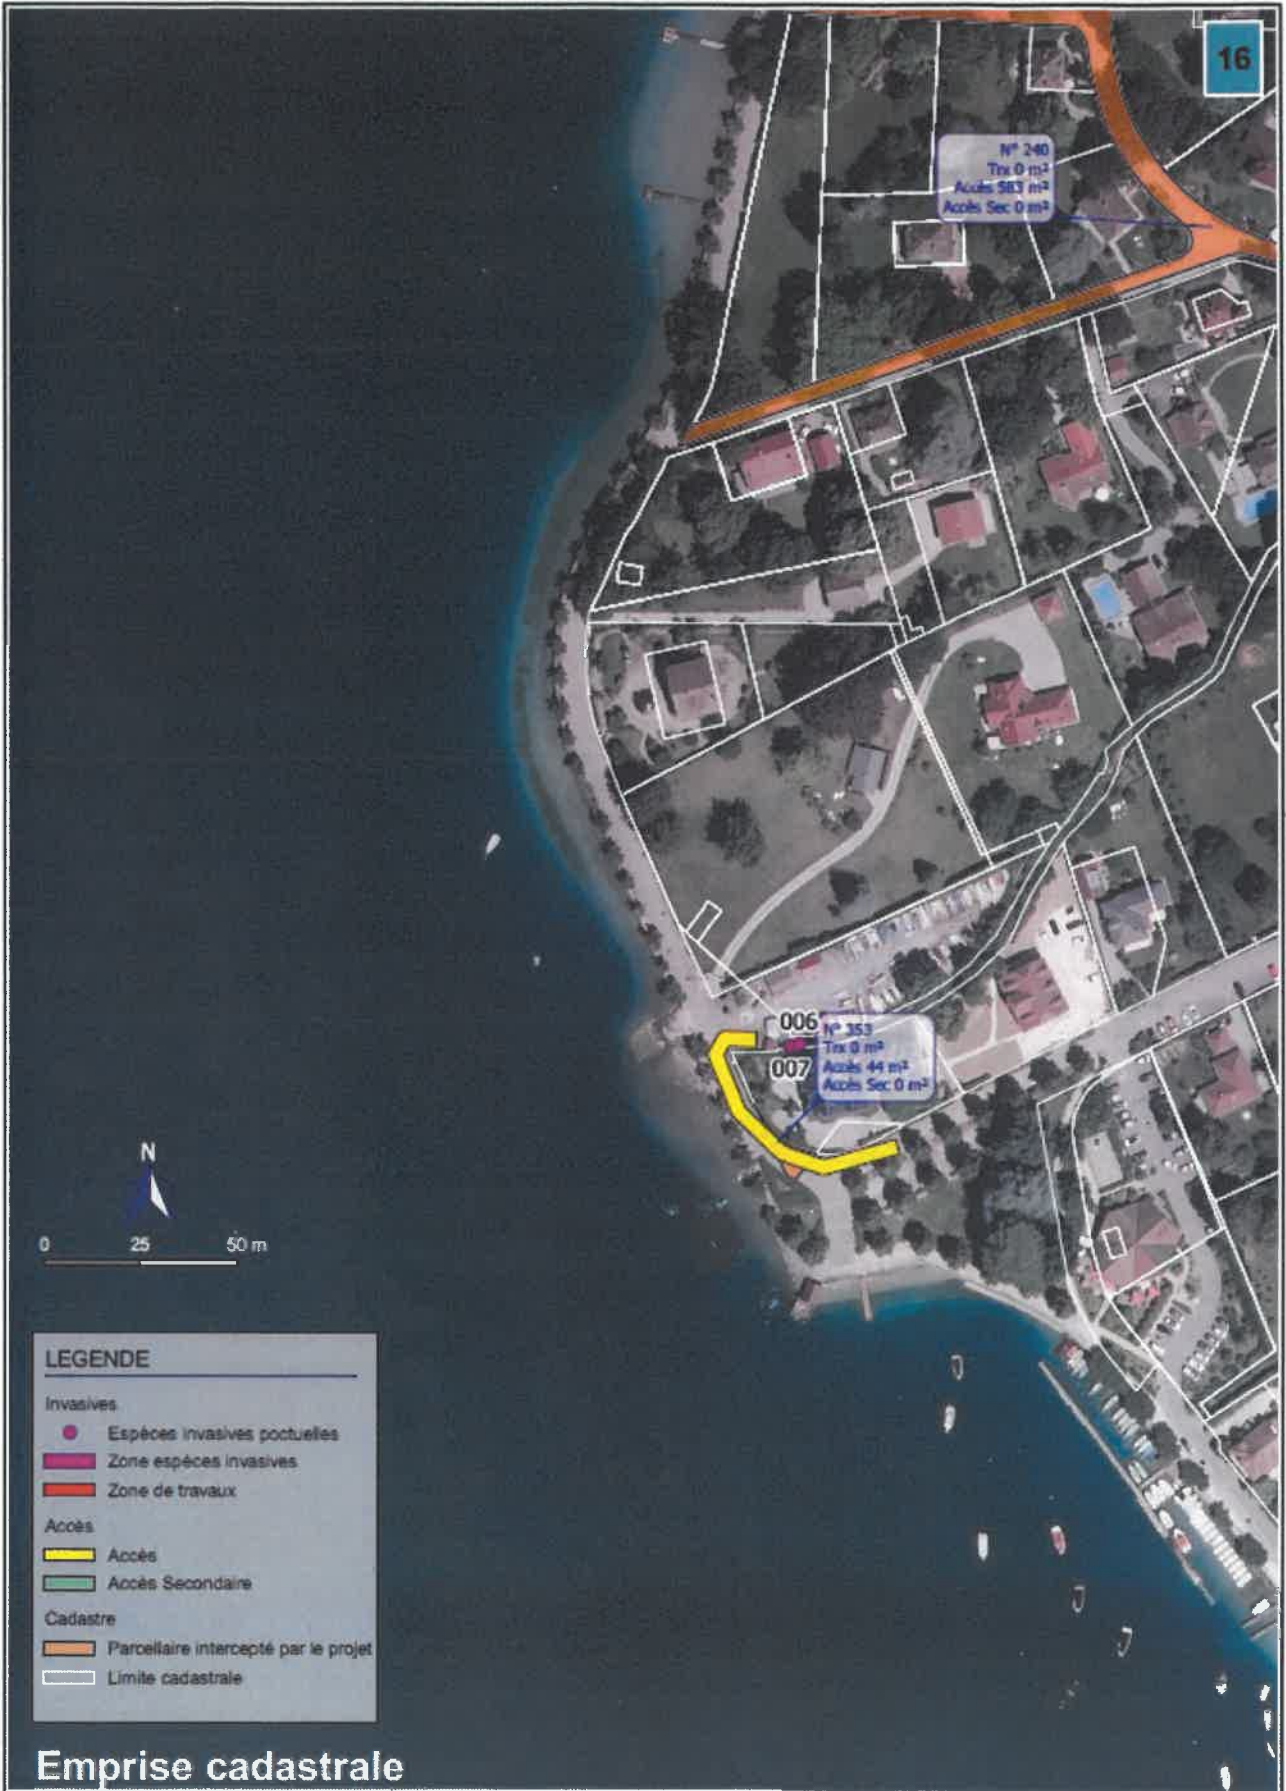 16
N° 240
Trx 0 m²
Accès 583 m²
Accès Sec 0 m²
006
007
N° 353
Trx 0 m²
Accès 44 m²
Accès Sec 0 m²
N
0 25 50 m
LEGENDE
Invasives
Espèces invasives poctuelles
Zone espèces invasives
Zone de travaux
Accès
Accès
Accès Secondaire
Cadastre
Parcellaire intercepté par le projet
Limite cadastrale
Emprise cadastrale